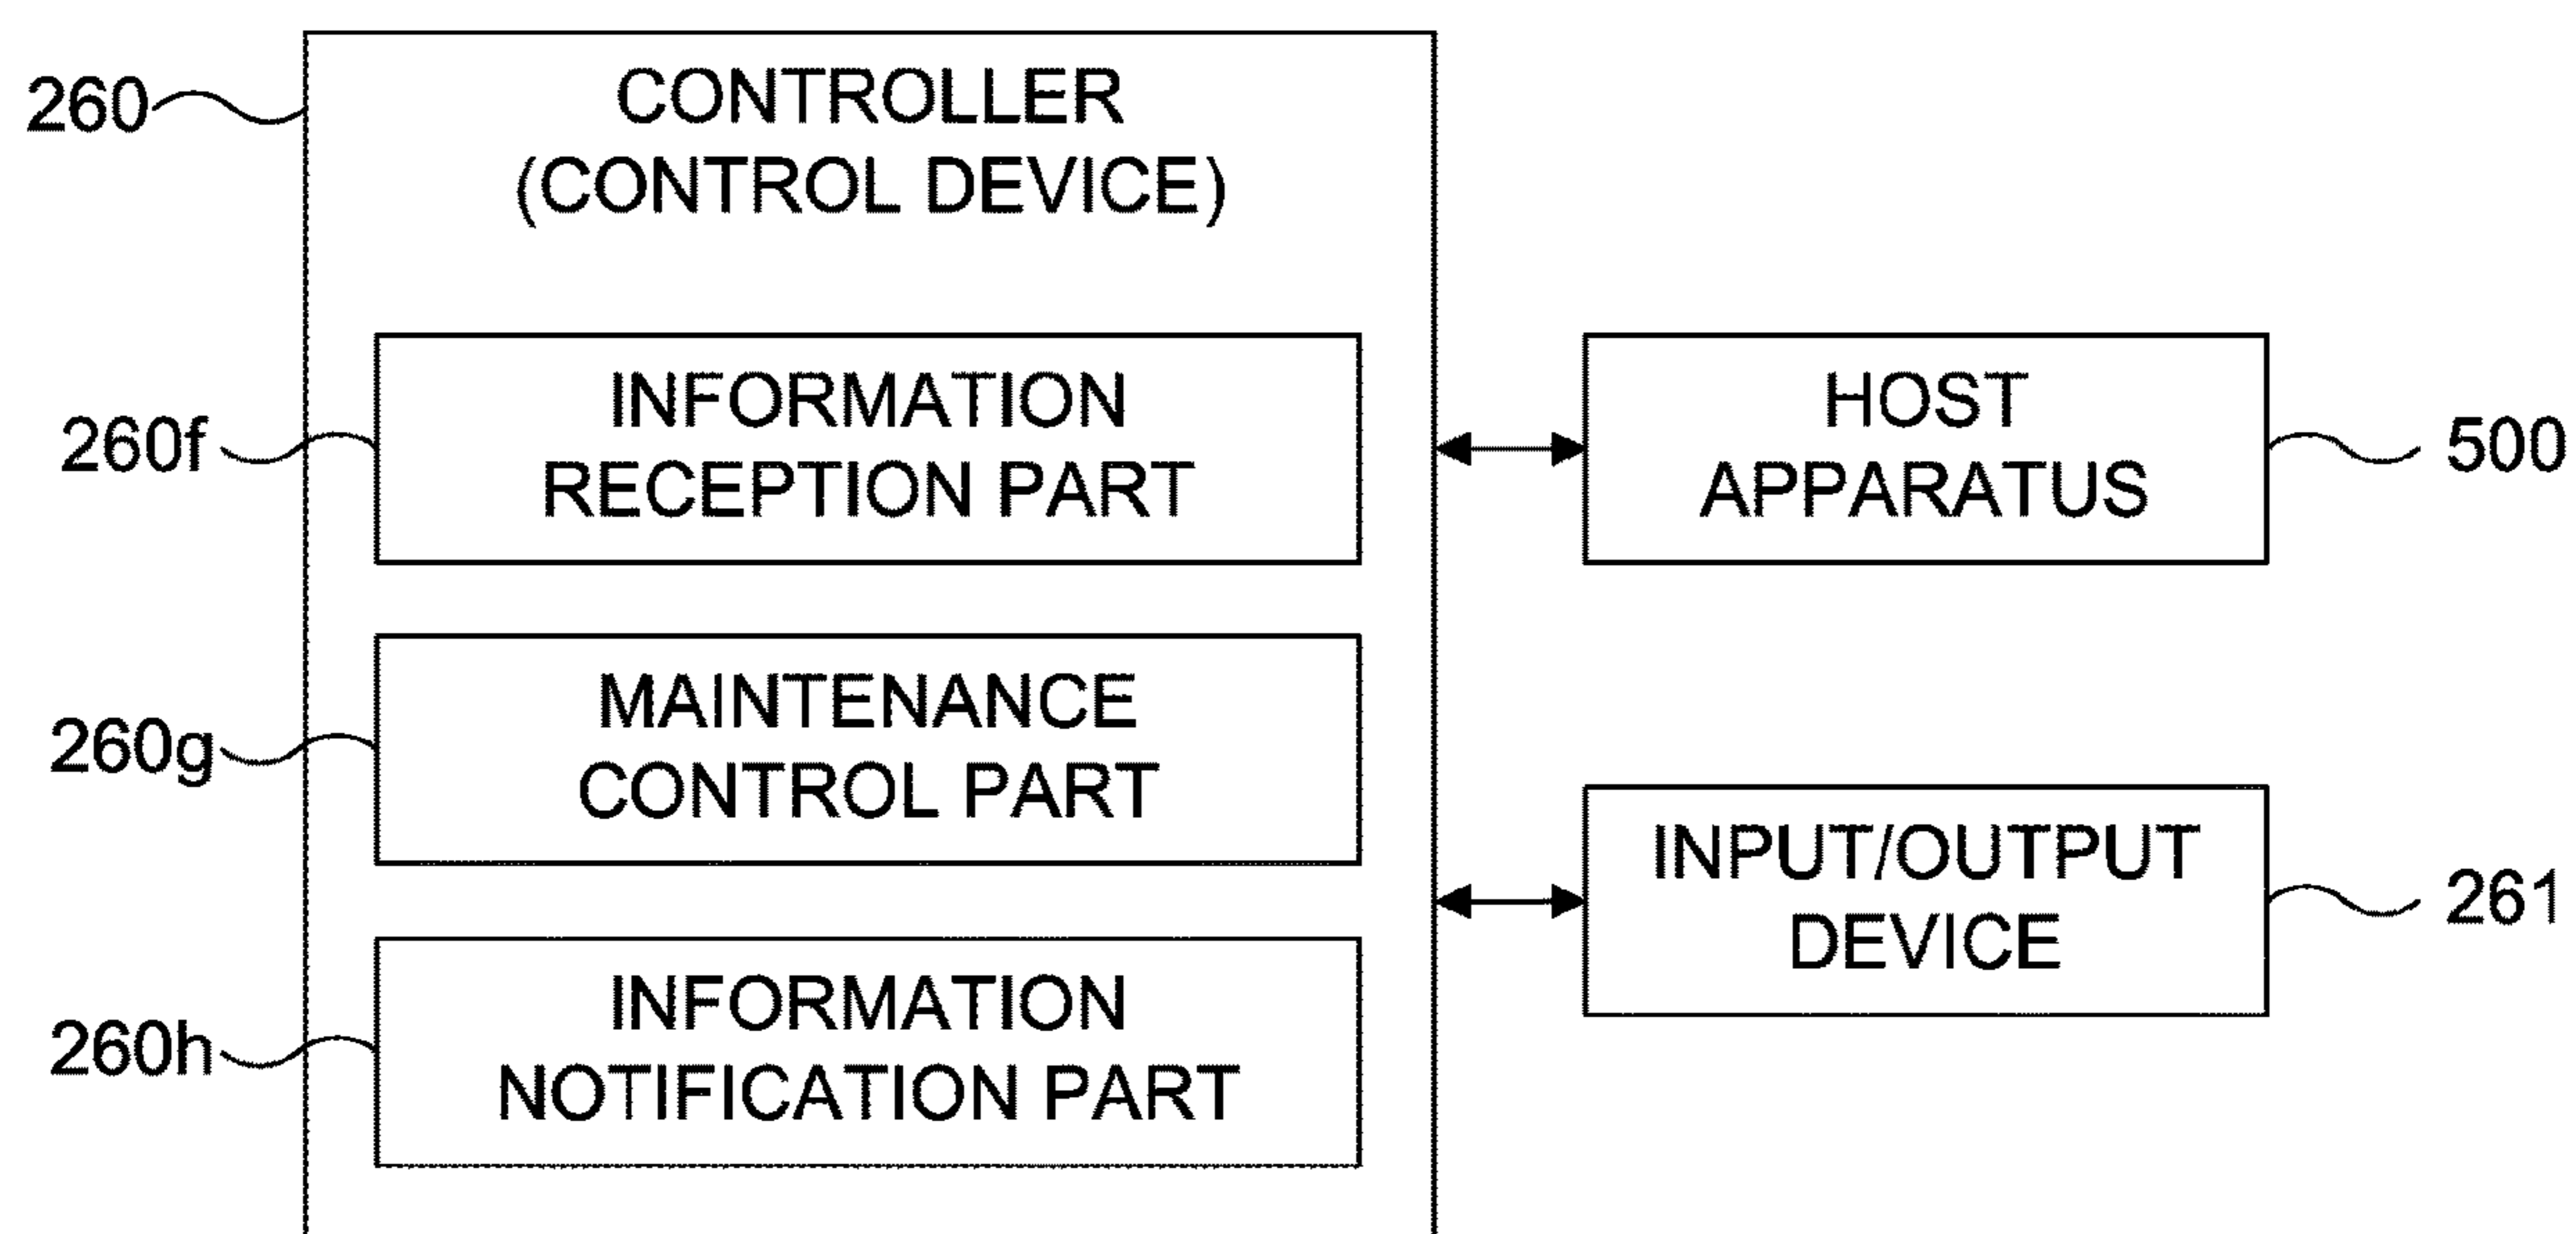 260
CONTROLLER
(CONTROL DEVICE)
260f
INFORMATION
RECEPTION PART
HOST
APPARATUS
500
260g
MAINTENANCE
CONTROL PART
INPUT/OUTPUT
DEVICE
261
260h
INFORMATION
NOTIFICATION PART